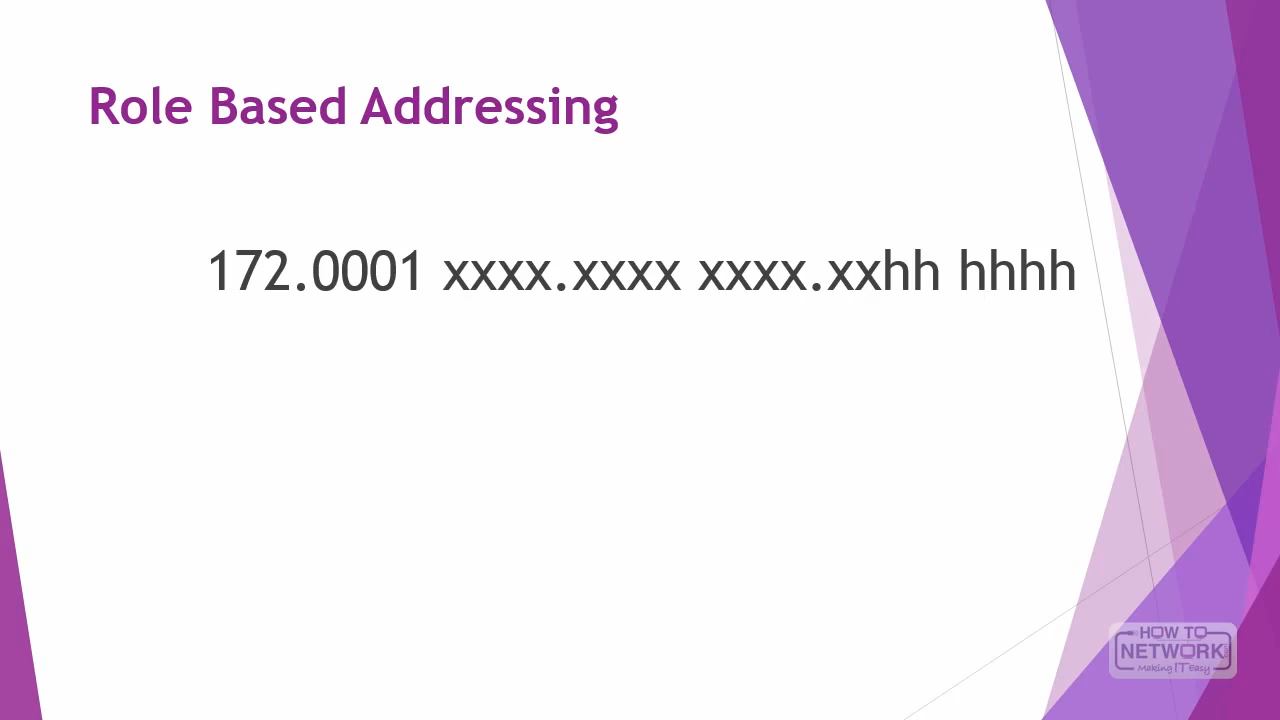 Role Based Addressing
172.0001 xxxx.xxxx xxxx.xxhh hhhh
HOW TO
NETWORK
Making IT Easy